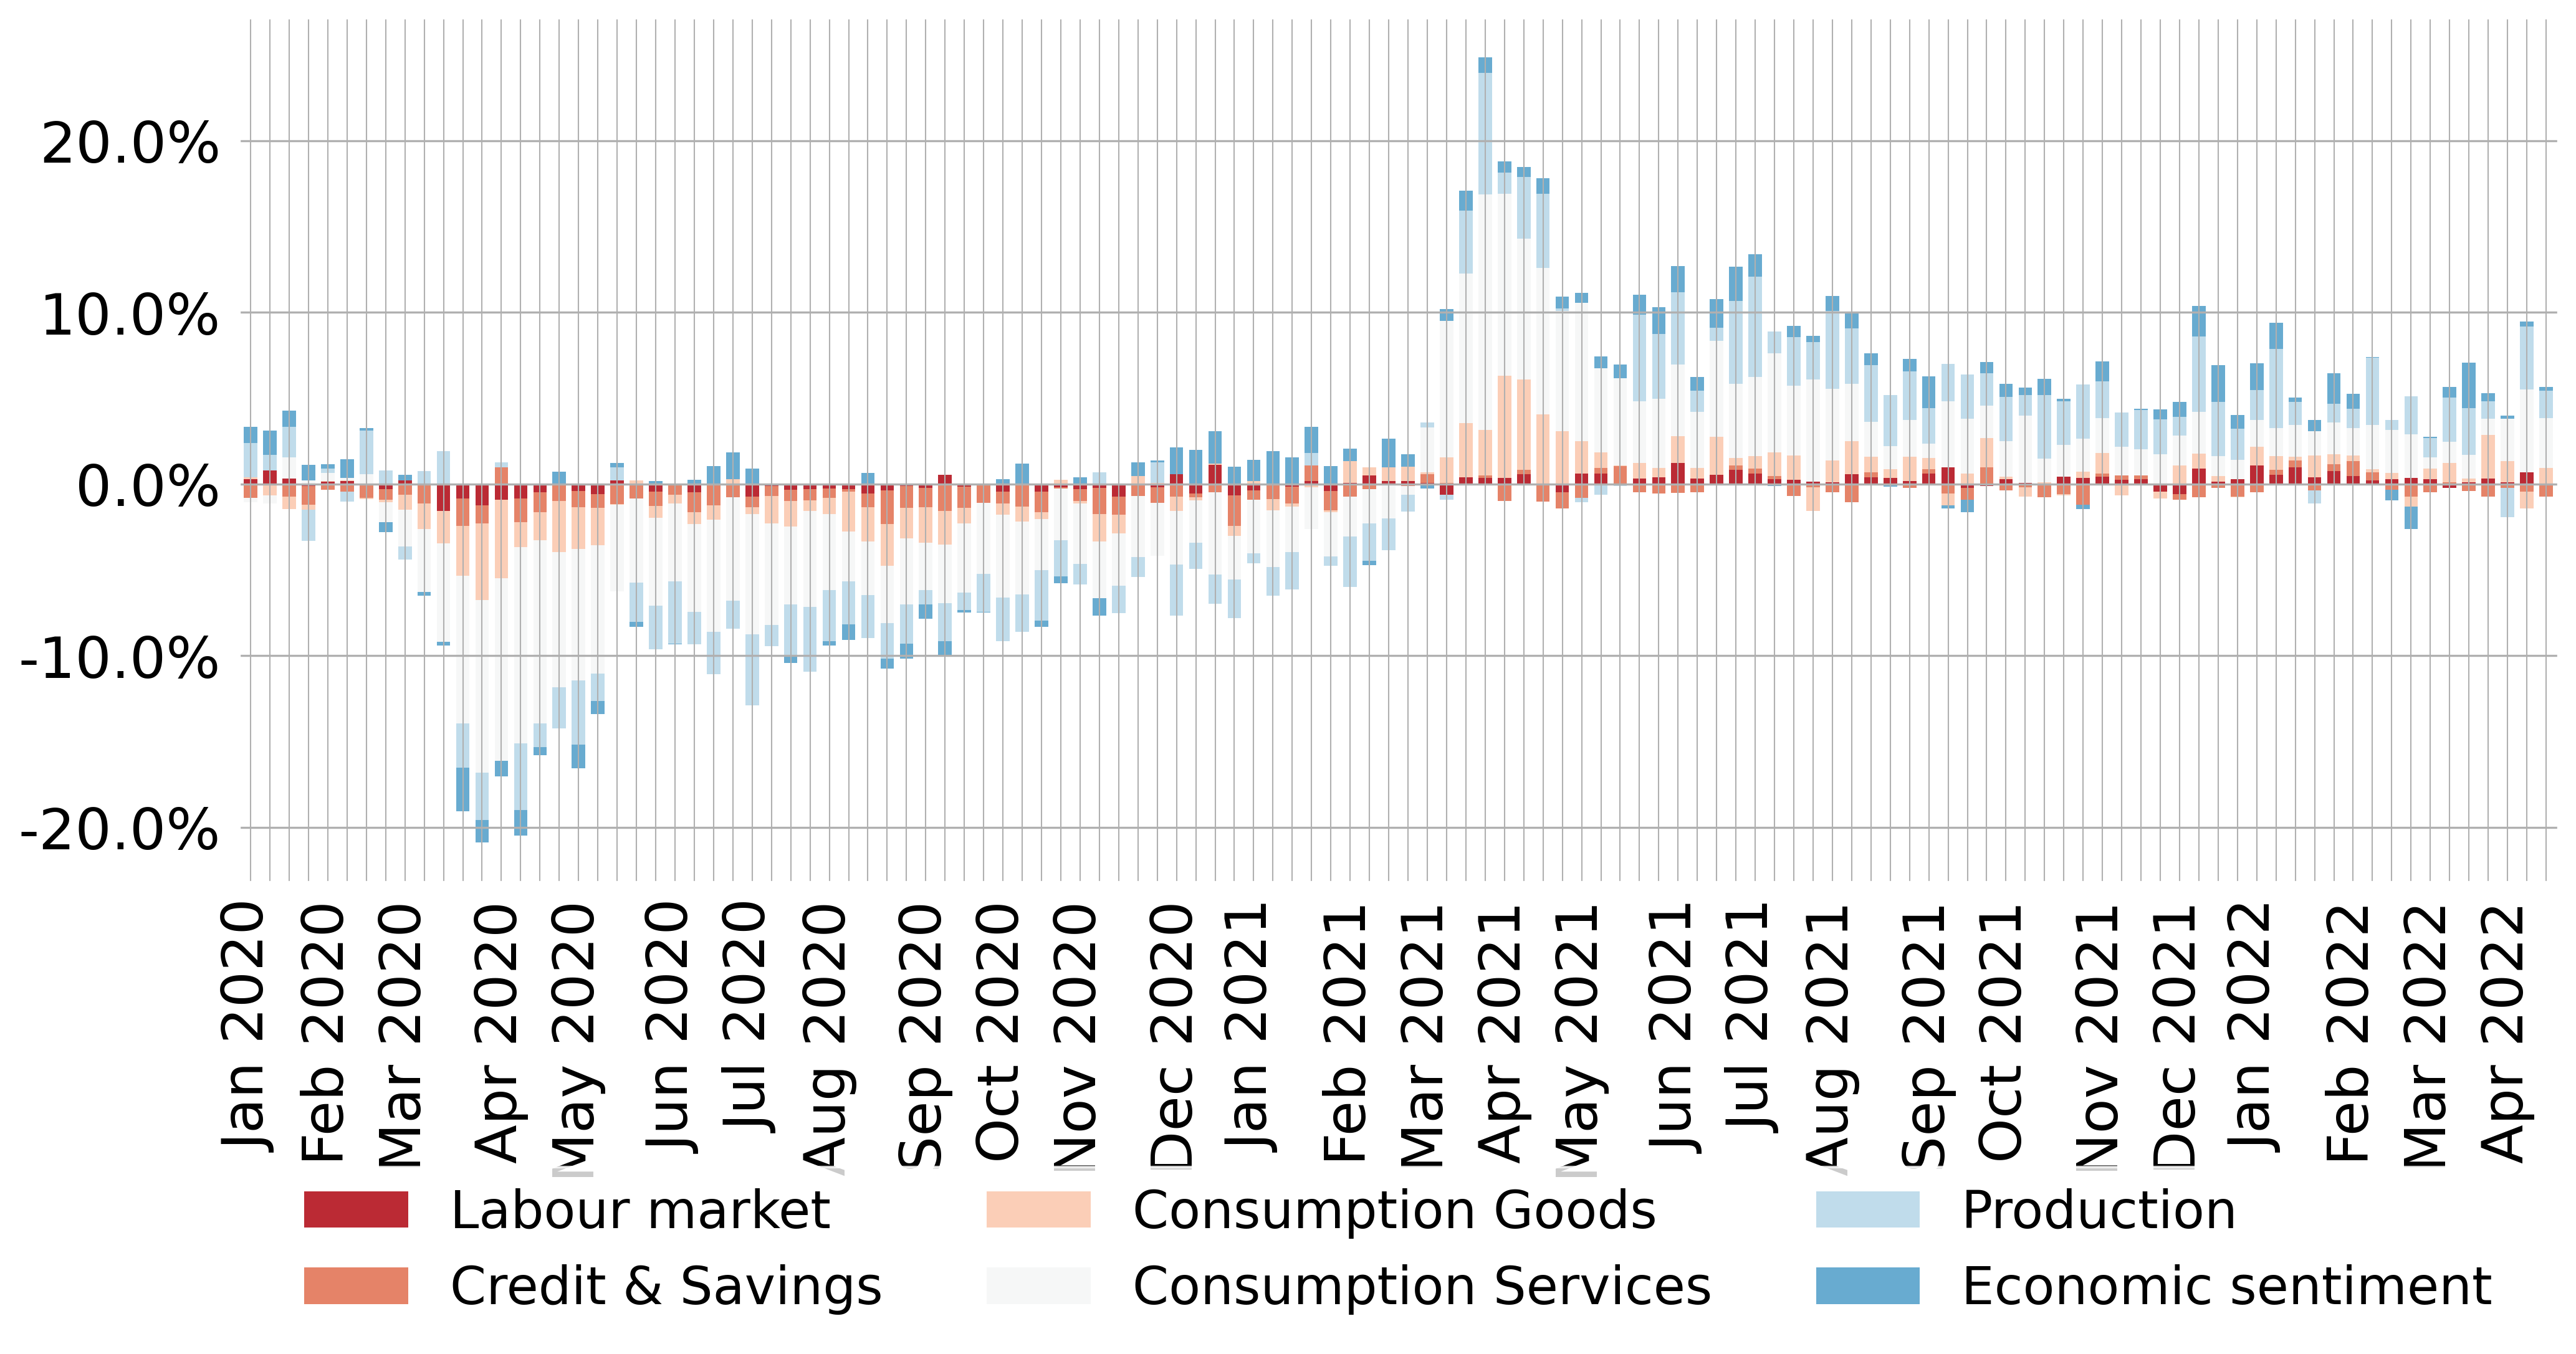 20.0%
10.0%
0.0%
-10.0%
-20.0%
Jan 2020
Feb 2020
Mar 2020
Apr 2020
May 2020
Jun 2020
Jul 2020
Aug 2020
Sep 2020
Oct 2020
Nov 2020
Dec 2020
Jan 2021
Feb 2021
Mar 2021
Apr 2021
May 2021
Jun 2021
Jul 2021
Aug 2021
Sep 2021
Oct 2021
Nov 2021
Dec 2021
Jan 2022
Feb 2022
Mar 2022
Apr 2022
Labour market
Credit & Savings
Consumption Goods
Consumption Services
Production
Economic sentiment